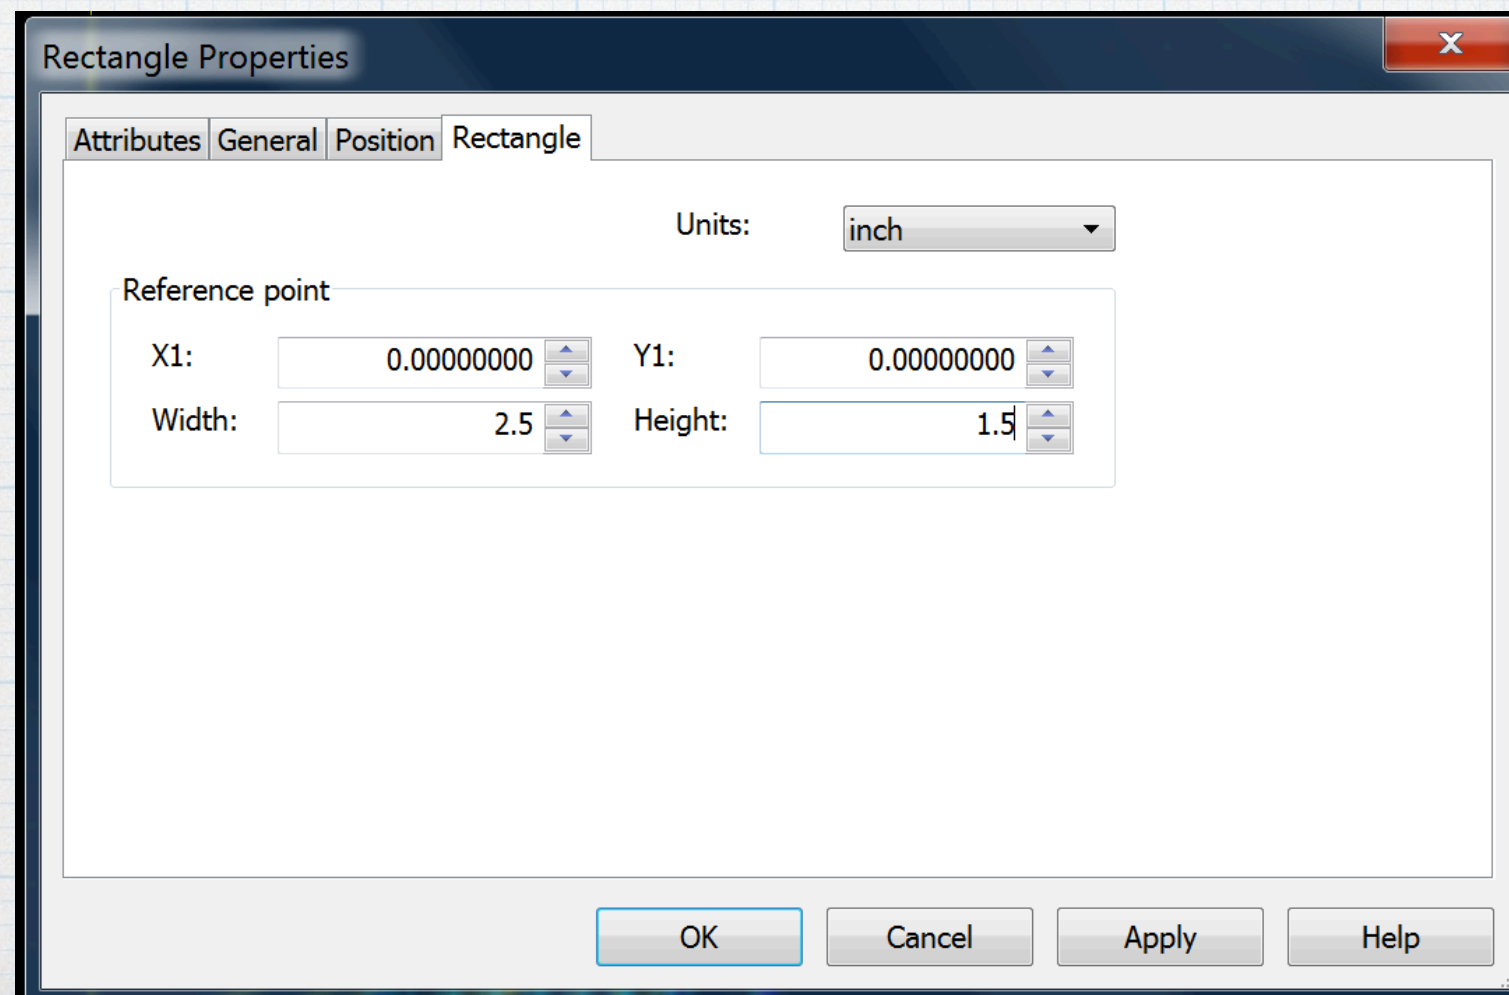 Rectangle Properties
Attributes General Position Rectangle
Units: inch
Reference point
X1: 0.00000000 Y1: 0.00000000
Width: 2.5 Height: 1.5
OK Cancel Apply Help